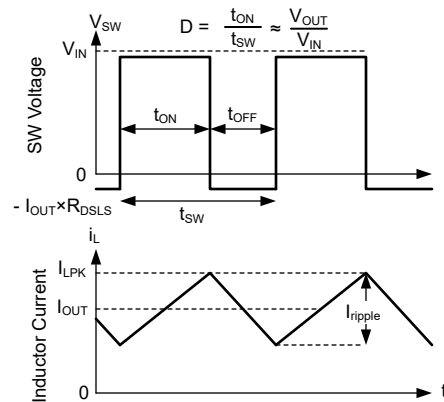 V_SW
D = t_ON / t_SW ≈ V_OUT / V_IN
V_IN
SW Voltage
t_ON
t_OFF
0
- I_OUT×R_DSLS
t_SW
i_L
I_LPK
I_OUT
Inductor Current
I_ripple
0
t